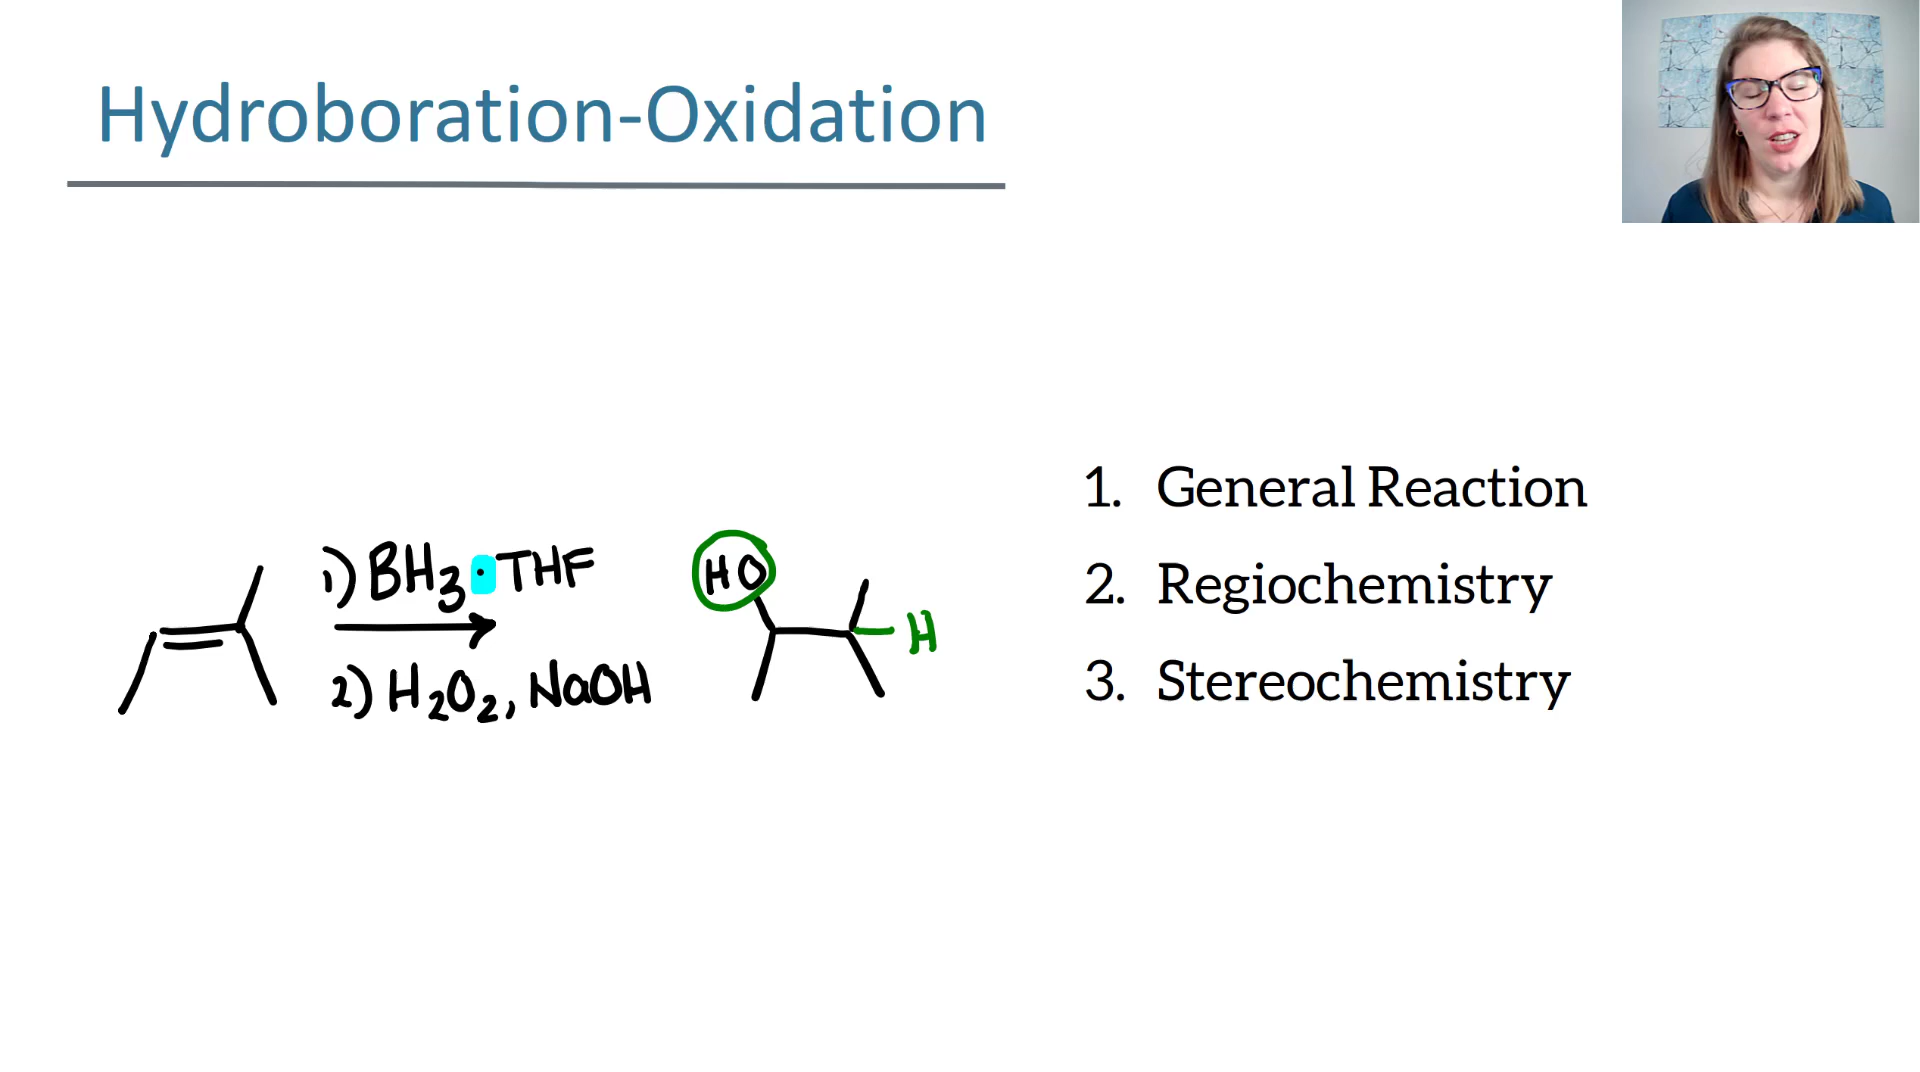 Hydroboration-Oxidation
1) BH3·THF
2) H2O2, NaOH
HO
H
1. General Reaction
2. Regiochemistry
3. Stereochemistry